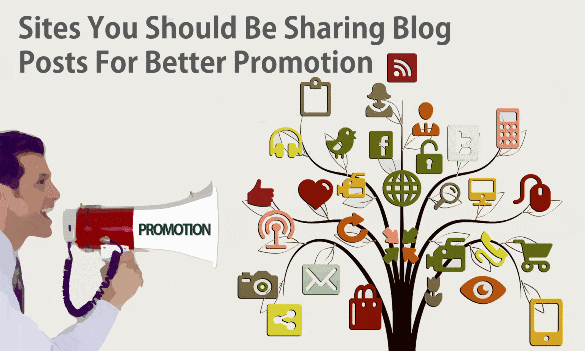 Sites You Should Be Sharing Blog
Posts For Better Promotion
PROMOTION